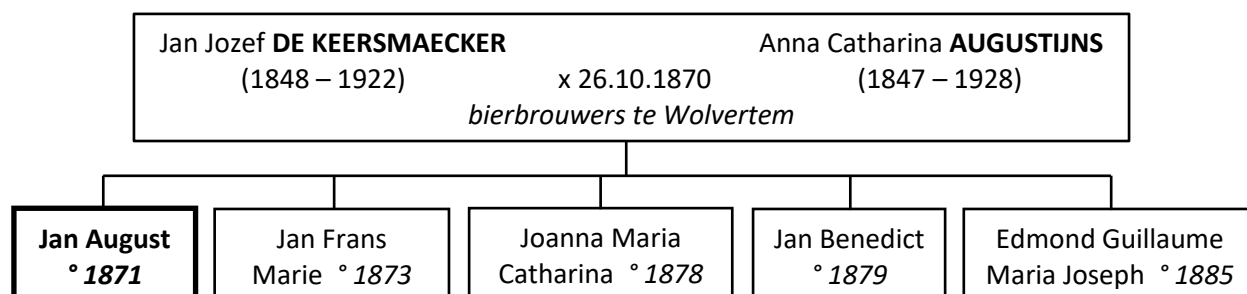 Jan Jozef DE KEERSMAECKER Anna Catharina AUGUSTIJNS
(1848 – 1922) x 26.10.1870 (1847 – 1928)
bierbrouwers te Wolvertem
Jan August
° 1871
Jan Frans
Marie ° 1873
Joanna Maria
Catharina ° 1878
Jan Benedict
° 1879
Edmond Guillaume
Maria Joseph ° 1885